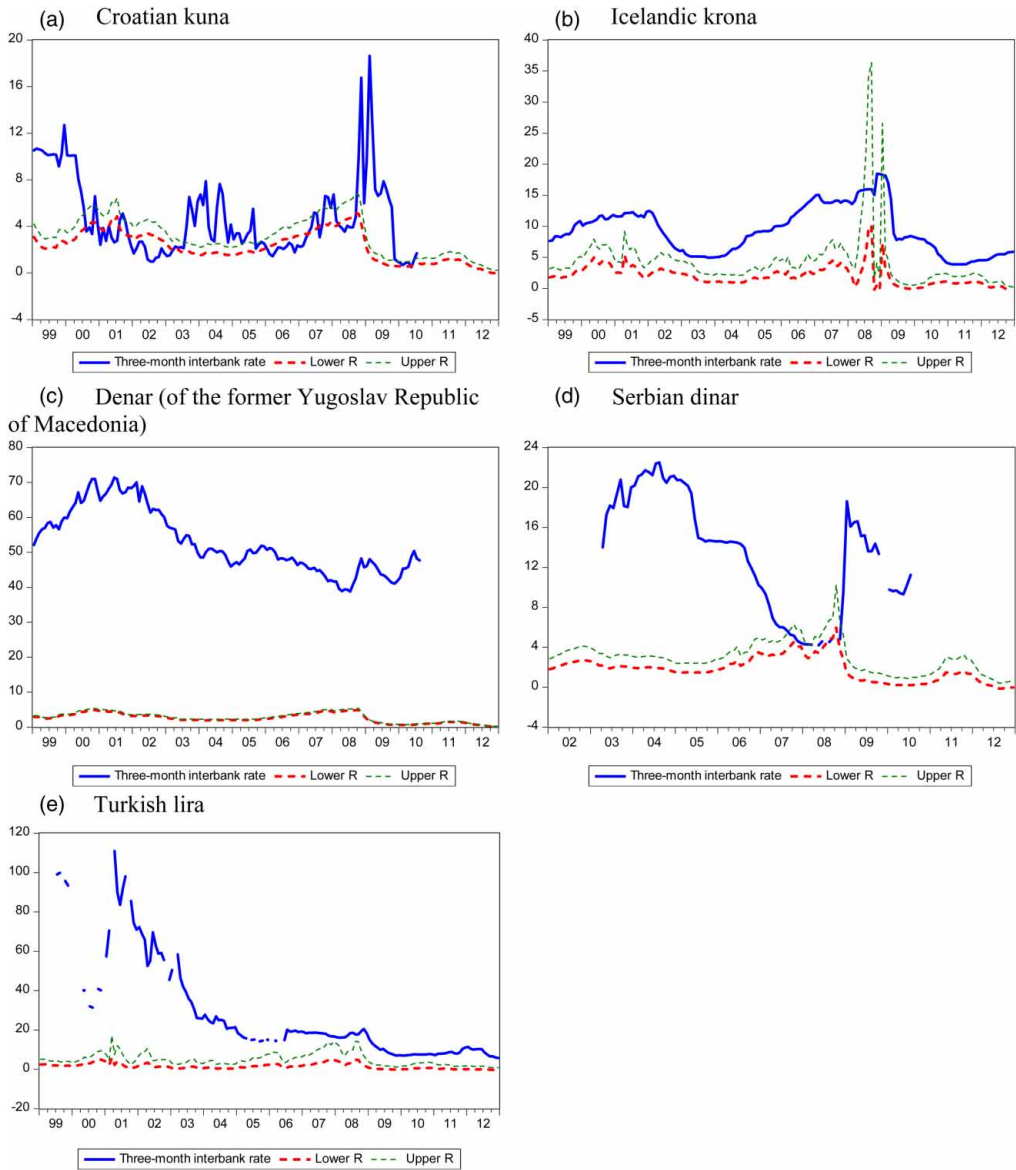 (a) Croatian kuna
20
16
12
8
4
0
-4
99 00 01 02 03 04 05 06 07 08 09 10 11 12
Three-month interbank rate Lower R Upper R
(b) Icelandic krona
40
35
30
25
20
15
10
5
0
-5
99 00 01 02 03 04 05 06 07 08 09 10 11 12
Three-month interbank rate Lower R Upper R
(c) Denar (of the former Yugoslav Republic
of Macedonia)
80
70
60
50
40
30
20
10
0
99 00 01 02 03 04 05 06 07 08 09 10 11 12
Three-month interbank rate Lower R Upper R
(d) Serbian dinar
24
20
16
12
8
4
0
-4
02 03 04 05 06 07 08 09 10 11 12
Three-month interbank rate Lower R Upper R
(e) Turkish lira
120
100
80
60
40
20
0
-20
99 00 01 02 03 04 05 06 07 08 09 10 11 12
Three-month interbank rate Lower R Upper R